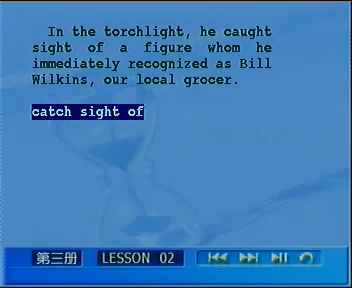 In the torchlight, he caught
sight of a figure whom he
immediately recognized as Bill
Wilkins, our local grocer.
catch sight of
第三册 LESSON 02